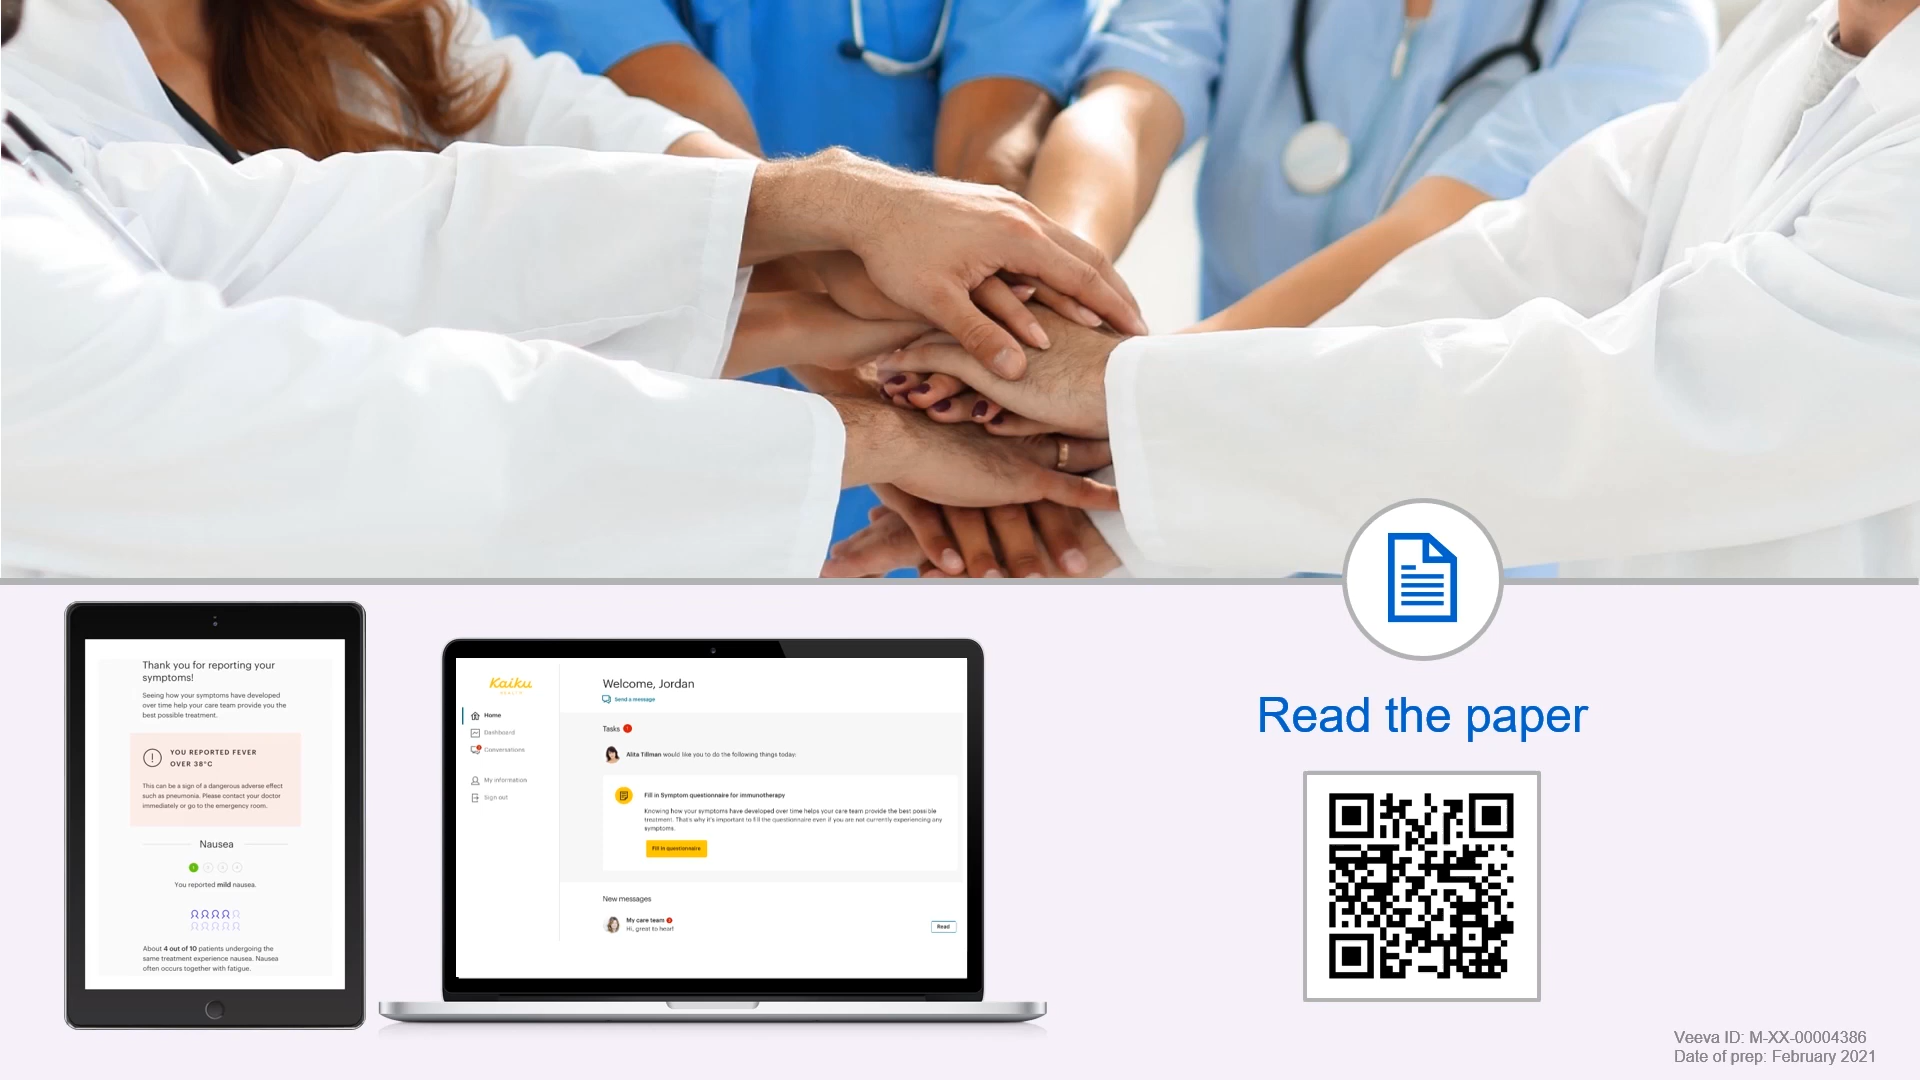 Thank you for reporting your
symptoms!
Seeing how your symptoms have developed
over time help your care team provide you the
best possible treatment.
YOU REPORTED FEVER
OVER 38°C
This can be a sign of a dangerous adverse effect
such as pneumonia. Please contact your doctor
immediately or go to the emergency room.
Nausea
You reported mild nausea.
About 4 out of 10 patients undergoing the
same treatment experience nausea. Nausea
often occurs together with fatigue.
Kaiku
HEALTH
Home
Dashboard
Conversations
My information
Sign out
Welcome, Jordan
Send a message
Tasks
Alita Tillman would like you to do the following things today:
Fill in Symptom questionnaire for immunotherapy
Knowing how your symptoms have developed over time helps your care team provide the best possible
treatment. That's why it's important to fill the questionnaire even if you are not currently experiencing any
symptoms.
Fill in questionnaire
New messages
My care team
Hi, great to hear!
Read
Read the paper
Veeva ID: M-XX-00004386
Date of prep: February 2021